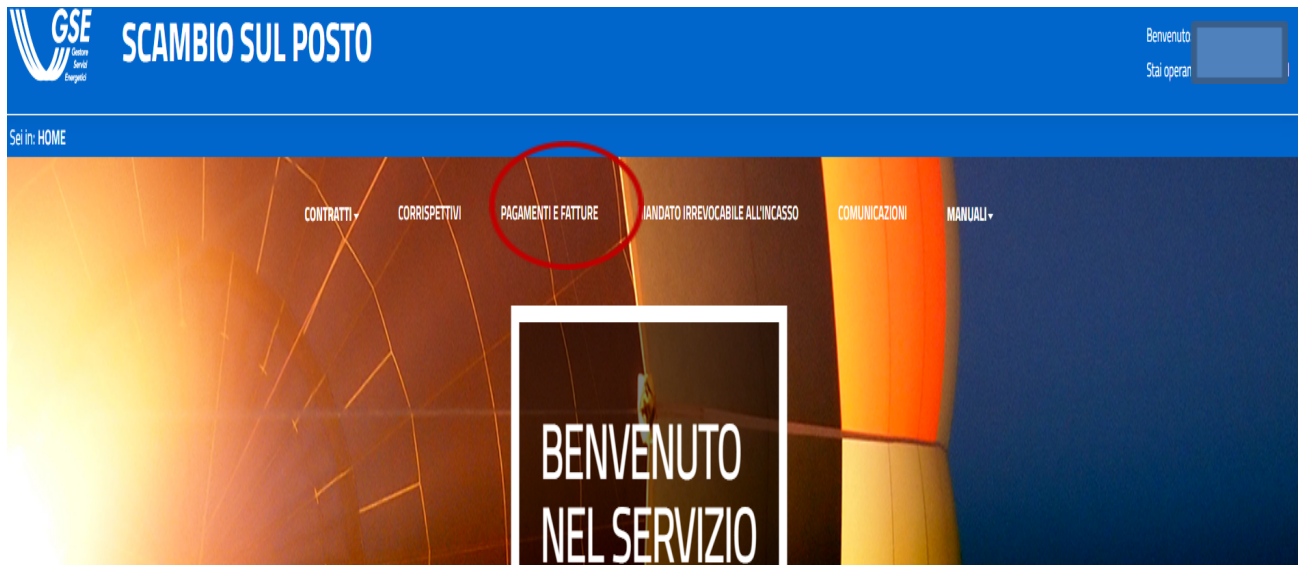 GSE
Gestore
Servizi
Energetici
SCAMBIO SUL POSTO
Benvenuto
Stai operan
Sei in: HOME
CONTRATTI CORRISPETTIVI PAGAMENTI E FATTURE MANDATO IRREVOCABILE ALL'INCASSO COMUNICAZIONI MANUALI
BENVENUTO
NEL SERVIZIO